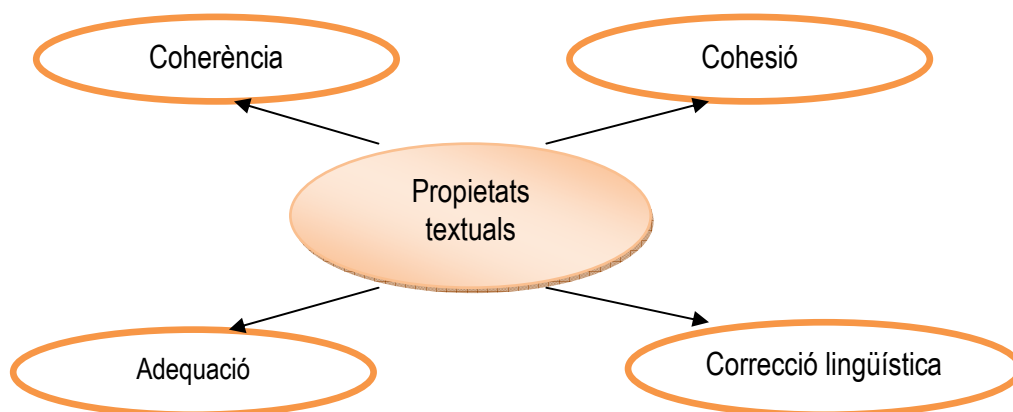 Coherència
Cohesió
Propietats
textuals
Adequació
Correcció lingüística